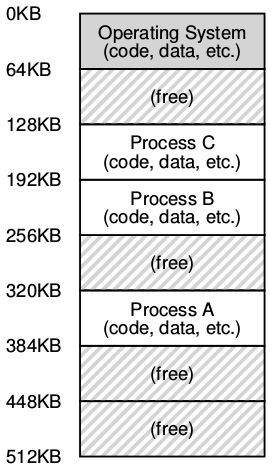 0KB
Operating System
(code, data, etc.)
64KB
(free)
128KB
Process C
(code, data, etc.)
192KB
Process B
(code, data, etc.)
256KB
(free)
320KB
Process A
(code, data, etc.)
384KB
(free)
448KB
(free)
512KB